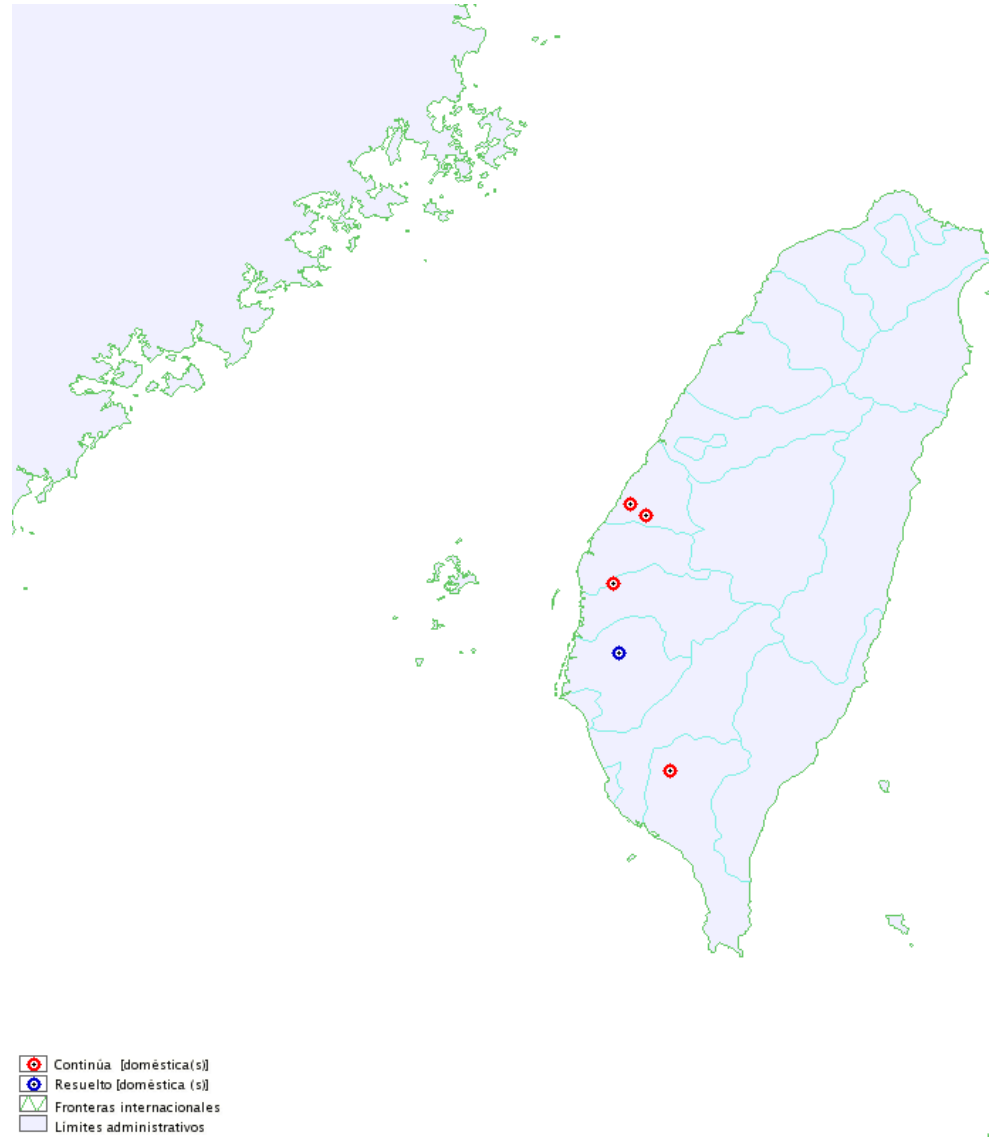 Continúa [doméstica(s)]
Resuelto [doméstica (s)]
Fronteras internacionales
Límites administrativos